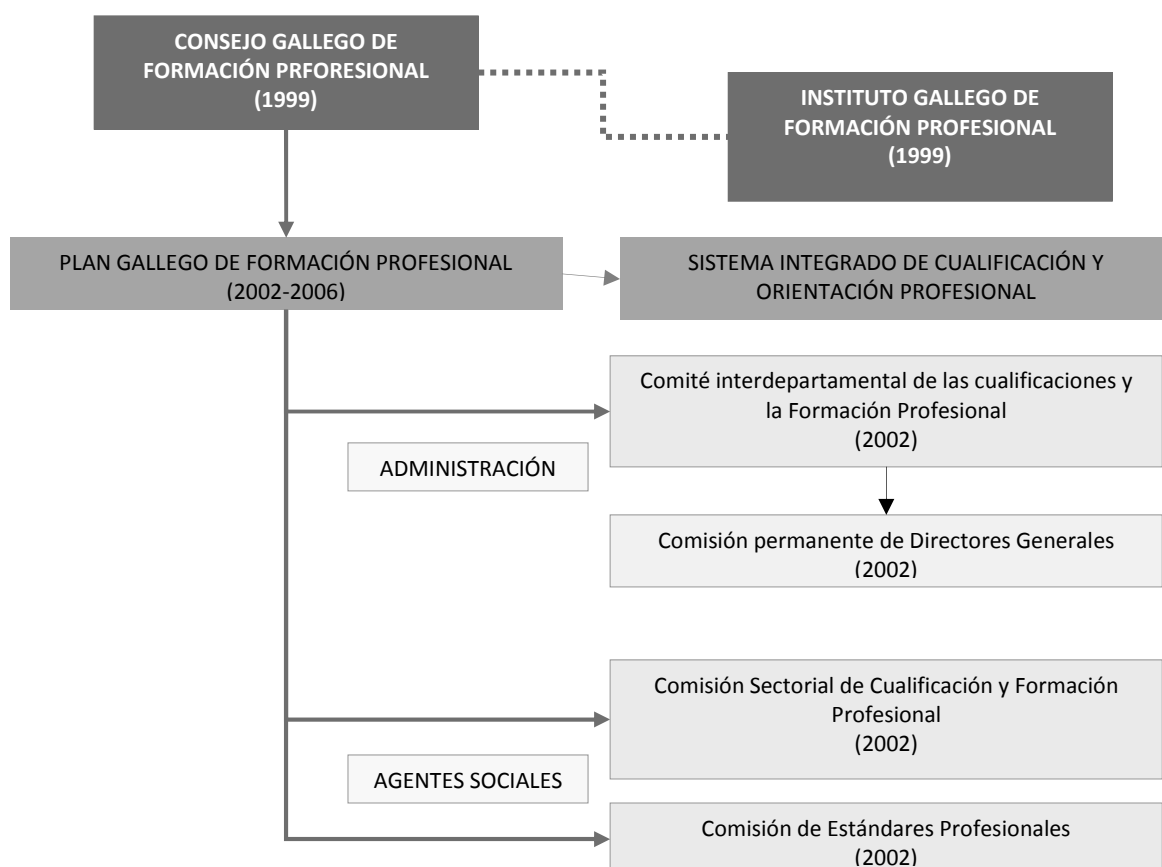 CONSEJO GALLEGO DE
FORMACIÓN PRFORESIONAL
(1999)
INSTITUTO GALLEGO DE
FORMACIÓN PROFESIONAL
(1999)
PLAN GALLEGO DE FORMACIÓN PROFESIONAL
(2002-2006)
SISTEMA INTEGRADO DE CUALIFICACIÓN Y
ORIENTACIÓN PROFESIONAL
Comité interdepartamental de las cualificaciones y
la Formación Profesional
(2002)
ADMINISTRACIÓN
Comisión permanente de Directores Generales
(2002)
Comisión Sectorial de Cualificación y Formación
Profesional
(2002)
AGENTES SOCIALES
Comisión de Estándares Profesionales
(2002)